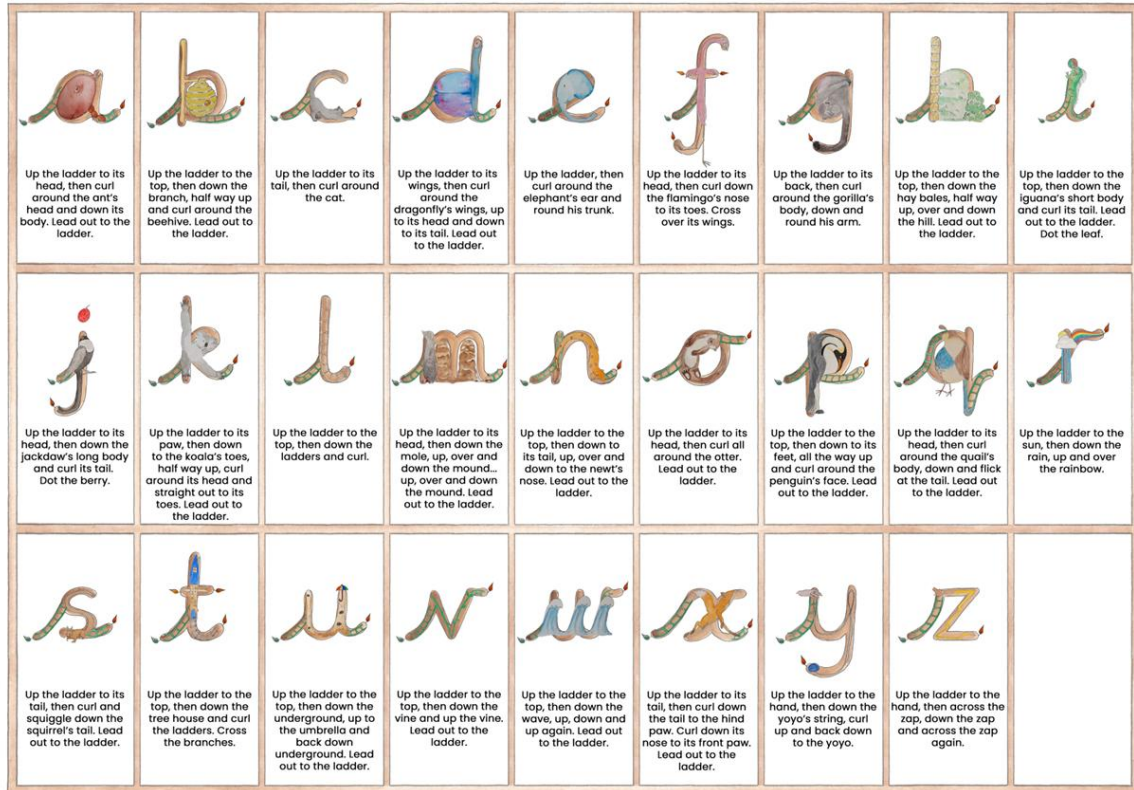 Up the ladder to its
head, then curl
around the ant's
head and down its
body. Lead out to the
ladder.
Up the ladder to the
top, then down the
branch, half way up
and curl around the
beehive. Lead out to
the ladder.
Up the ladder to its
tail, then curl around
the cat.
Up the ladder to its
wings, then curl
around the
dragonfly's wings, up
to its head and down
to its tail. Lead out
to the ladder.
Up the ladder, then
curl around the
elephant's ear and
round his trunk.
Up the ladder to its
head, then curl down
the flamingo's nose
to its toes. Cross
over its wings.
Up the ladder to its
back, then curl
around the gorilla's
body, down and
round his arm.
Up the ladder to the
top, then down the
hay bales, half way
up, over and down
the hill. Lead out to
the ladder.
Up the ladder to the
top, then down the
iguana's short body
and curl its tail. Lead
out to the ladder.
Dot the leaf.
Up the ladder to its
head, then down the
jackdaw's long body
and curl its tail.
Dot the berry.
Up the ladder to its
paw, then down
to the koala's toes,
half way up, curl
around its head and
straight out to its
toes. Lead out to
the ladder.
Up the ladder to the
top, then down the
ladders and curl.
Up the ladder to its
head, then down the
mole, up, over and
down the mound...
up, over and down
the mound. Lead
out to the ladder.
Up the ladder to the
top, then down to
its tail, up, over and
down to the newt's
nose. Lead out to the
ladder.
Up the ladder to its
head, then curl all
around the otter.
Lead out to the
ladder.
Up the ladder to the
top, then down to its
feet, all the way up
and curl around the
penguin's face. Lead
out to the ladder.
Up the ladder to its
head, then curl
around the quail's
body, down and flick
at the tail. Lead out
to the ladder.
Up the ladder to the
sun, then down the
rain, up and over
the rainbow.
Up the ladder to its
tail, then curl and
squiggle down the
squirrel's tail. Lead
out to the ladder.
Up the ladder to the
top, then down the
tree house and curl
the ladders. Cross
the branches.
Up the ladder to the
top, then down the
underground, up to
the umbrella and
back down
underground. Lead
out to the ladder.
Up the ladder to the
top, then down the
vine and up the vine.
Lead out to the
ladder.
Up the ladder to the
top, then down the
wave, up, down and
up again. Lead out
to the ladder.
Up the ladder to its
tail, then curl down
the tail to the hind
paw. Curl down its
nose to its front paw.
Lead out to the
ladder.
Up the ladder to the
hand, then down the
yoyo's string, curl
up and back down
to the yoyo.
Up the ladder to the
hand, then across the
zap, down the zap
and across the zap
again.